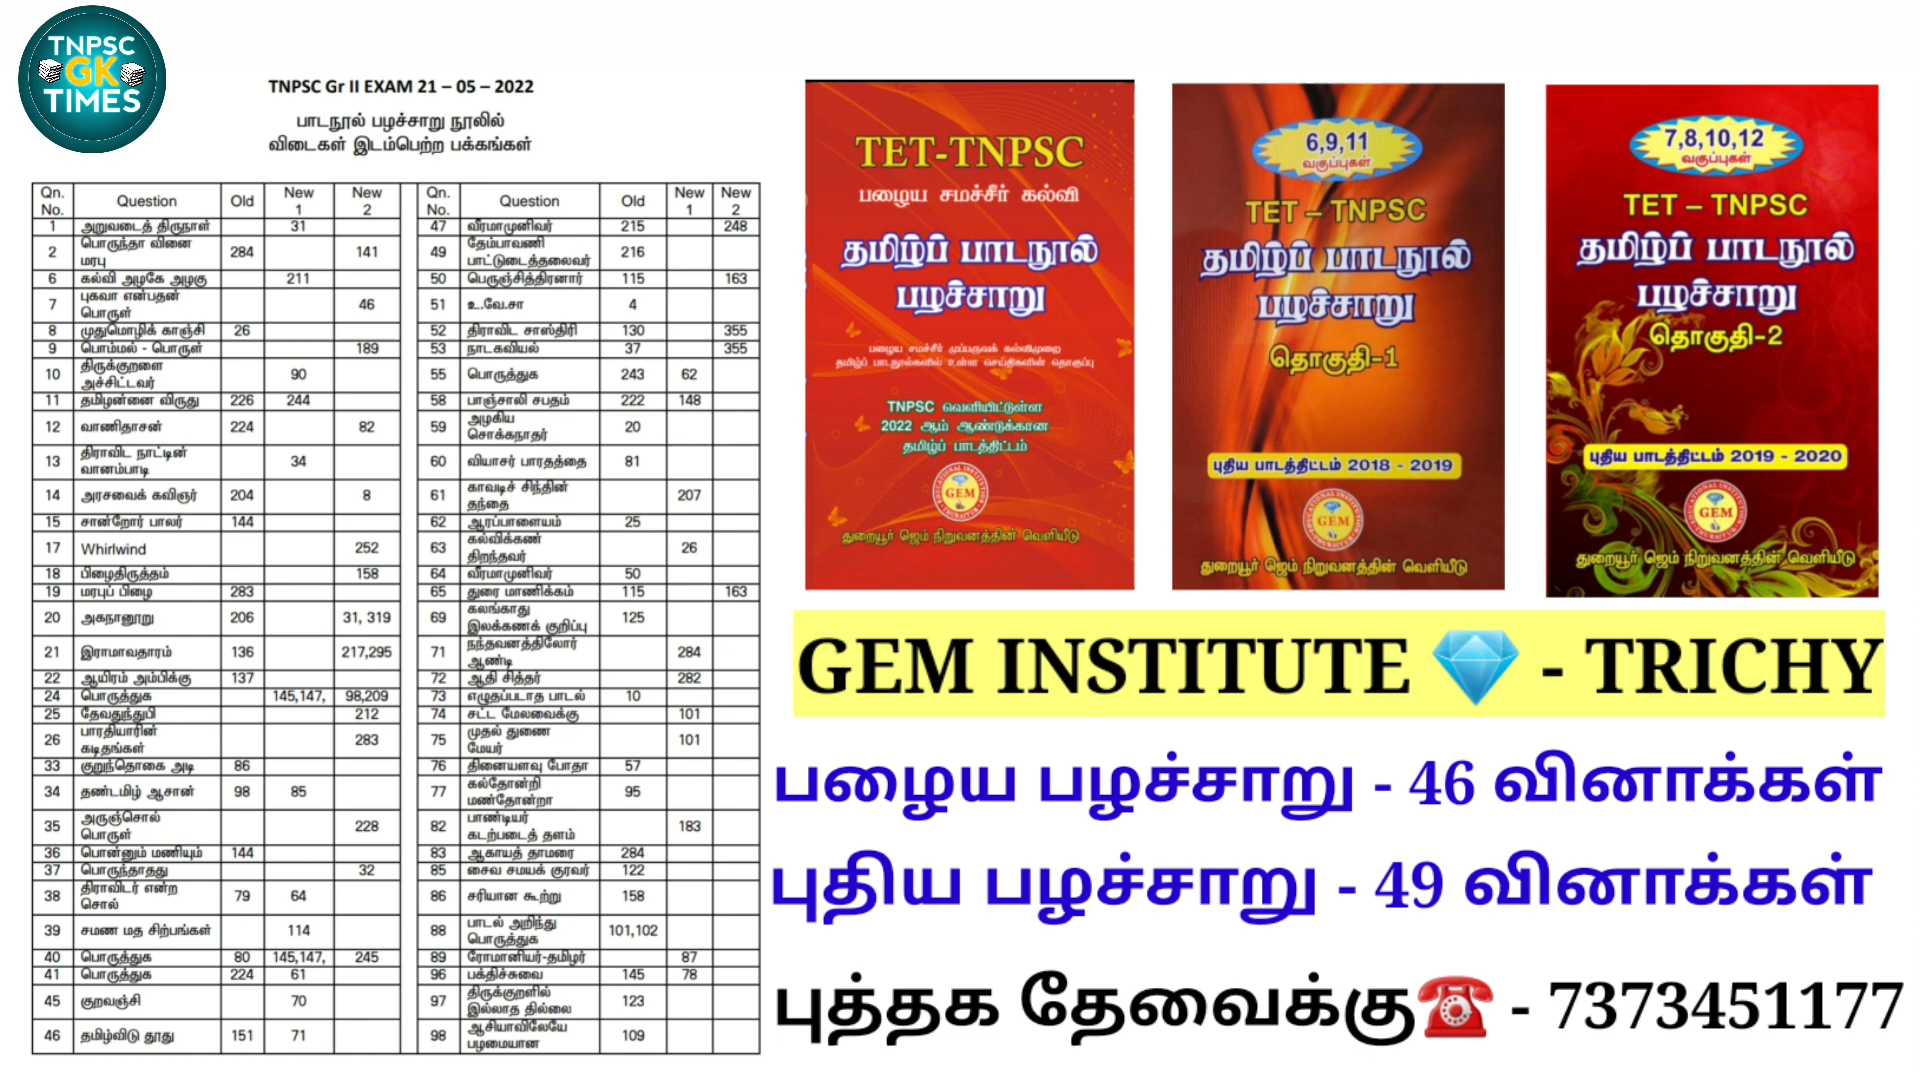 TNPSC
GK
TIMES
TNPSC Gr II EXAM 21 – 05 – 2022
பாடநூல் பழச்சாறு நூலில்
விடைகள் இடம்பெற்ற பக்கங்கள்
Qn. No. Question Old New 1 New 2
1 அறுவடைத் திருநாள் 31
2 பொருந்தா வினை மரபு 284 141
6 கல்வி அழகே அழகு 211
7 புகவா என்பதன் பொருள் 46
8 முதுமொழிக் காஞ்சி 26
9 பொம்மல் - பொருள் 189
10 திருக்குறளை அச்சிட்டவர் 90
11 தமிழன்னை விருது 226 244
12 வாணிதாசன் 224 82
13 திராவிட நாட்டின் வானம்பாடி 34
14 அரசவைக் கவிஞர் 204 8
15 சான்றோர் பாலர் 144
17 Whirlwind 252
18 பிழைதிருத்தம் 158
19 மரபுப் பிழை 283
20 அகநானூறு 206 31, 319
21 இராமாவதாரம் 136 217,295
22 ஆயிரம் அம்பிக்கு 137
24 பொருத்துக 145,147, 98,209
25 தேவதுந்துபி 212
26 பாரதியாரின் கடிதங்கள் 283
33 குறுந்தொகை அடி 86
34 தண்டமிழ் ஆசான் 98 85
35 அருஞ்சொல் பொருள் 228
36 பொன்னும் மணியும் 144
37 பொருந்தாதது 32
38 திராவிடர் என்ற சொல் 79 64
39 சமண மத சிற்பங்கள் 114
40 பொருத்துக 80 145,147, 245
41 பொருத்துக 224 61
45 குறவஞ்சி 70
46 தமிழ்விடு தூது 151 71
Qn. No. Question Old New 1 New 2
47 வீரமாமுனிவர் 215 248
49 தேம்பாவணி பாட்டுடைத்தலைவர் 216
50 பெருஞ்சித்திரனார் 115 163
51 உ.வே.சா 4
52 திராவிட சாஸ்திரி 130 355
53 நாடகவியல் 37 355
55 பொருத்துக 243 62
58 பாஞ்சாலி சபதம் 222 148
59 அழகிய சொக்கநாதர் 20
60 வியாசர் பாரதத்தை 81
61 காவடிச் சிந்தின் தந்தை 207
62 ஆரப்பாளையம் 25
63 கல்விக்கண் திறந்தவர் 26
64 வீரமாமுனிவர் 50
65 துரை மாணிக்கம் 115 163
69 கலங்காது இலக்கணக் குறிப்பு 125
71 நந்தவனத்திலோர் ஆண்டி 284
72 ஆதி சித்தர் 282
73 எழுதப்படாத பாடல் 10
74 சட்ட மேலவைக்கு 101
75 முதல் துணை மேயர் 101
76 தினையளவு போதா 57
77 கல்தோன்றி மண்தோன்றா 95
82 பாண்டியர் கடற்படைத் தளம் 183
83 ஆகாயத் தாமரை 284
85 சைவ சமயக் குரவர் 122
86 சரியான கூற்று 158
88 பாடல் அறிந்து பொருத்துக 101,102
89 ரோமானியர்-தமிழர் 87
96 பக்திச்சுவை 145 78
97 திருக்குறளில் இல்லாத தில்லை 123
98 ஆசியாவிலேயே பழமையான 109
TET-TNPSC
பழைய சமச்சீர் கல்வி
தமிழ்ப் பாடநூல்
பழச்சாறு
பழைய சமச்சீர் முப்பருவக் கல்விமுறை
தமிழ்ப் பாடநூல்களில் உள்ள செய்திகளின் தொகுப்பு
TNPSC வெளியிட்டுள்ள
2022 ஆம் ஆண்டுக்கான
தமிழ்ப் பாடத்திட்டம்
GEM
துறையூர் ஜெம் நிறுவனத்தின் வெளியீடு
6,9,11
வகுப்புகள்
TET – TNPSC
தமிழ்ப் பாடநூல்
பழச்சாறு
தொகுதி-1
புதிய பாடத்திட்டம் 2018 - 2019
GEM
துறையூர் ஜெம் நிறுவனத்தின் வெளியீடு
7,8,10,12
வகுப்புகள்
TET – TNPSC
தமிழ்ப் பாடநூல்
பழச்சாறு
தொகுதி-2
புதிய பாடத்திட்டம் 2019 - 2020
GEM
துறையூர் ஜெம் நிறுவனத்தின் வெளியீடு
GEM INSTITUTE 💎 - TRICHY
பழைய பழச்சாறு - 46 வினாக்கள்
புதிய பழச்சாறு - 49 வினாக்கள்
புத்தக தேவைக்கு☎️ - 7373451177